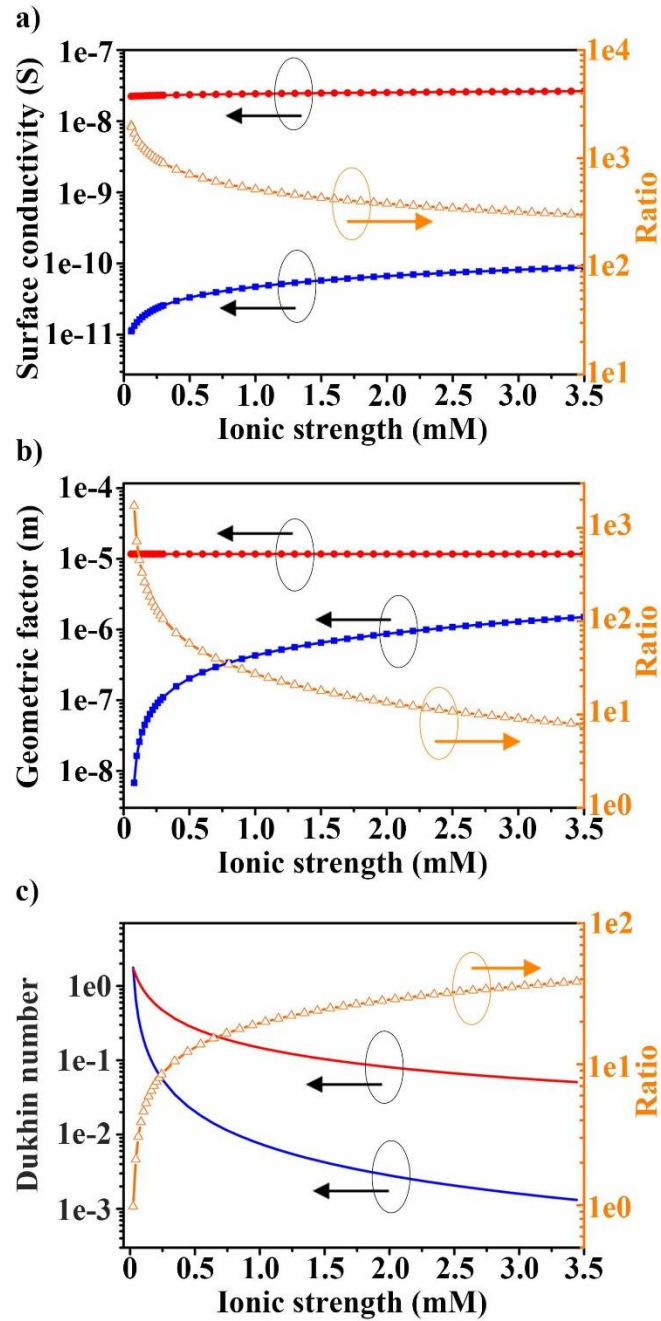 a)
1e-7
1e-8
1e-9
1e-10
1e-11
Surface conductivity (S)
1e4
1e3
1e2
1e1
Ratio
0 0.5 1.0 1.5 2.0 2.5 3.0 3.5
Ionic strength (mM)
b)
1e-4
1e-5
1e-6
1e-7
1e-8
Geometric factor (m)
1e3
1e2
1e1
1e0
Ratio
0 0.5 1.0 1.5 2.0 2.5 3.0 3.5
Ionic strength (mM)
c)
1e0
1e-1
1e-2
1e-3
Dukhin number
1e2
1e1
1e0
Ratio
0 0.5 1.0 1.5 2.0 2.5 3.0 3.5
Ionic strength (mM)